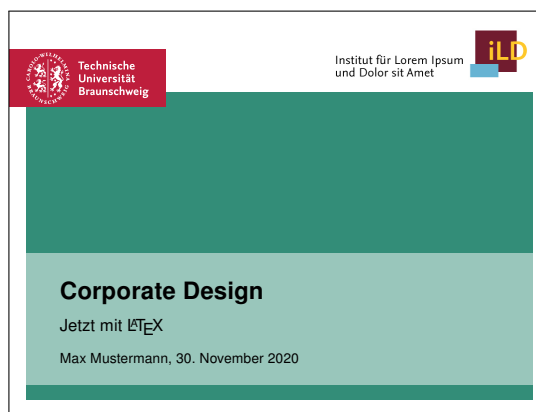 Technische
Universität
Braunschweig
Institut für Lorem Ipsum
und Dolor sit Amet
iLD
Corporate Design
Jetzt mit LATEX
Max Mustermann, 30. November 2020